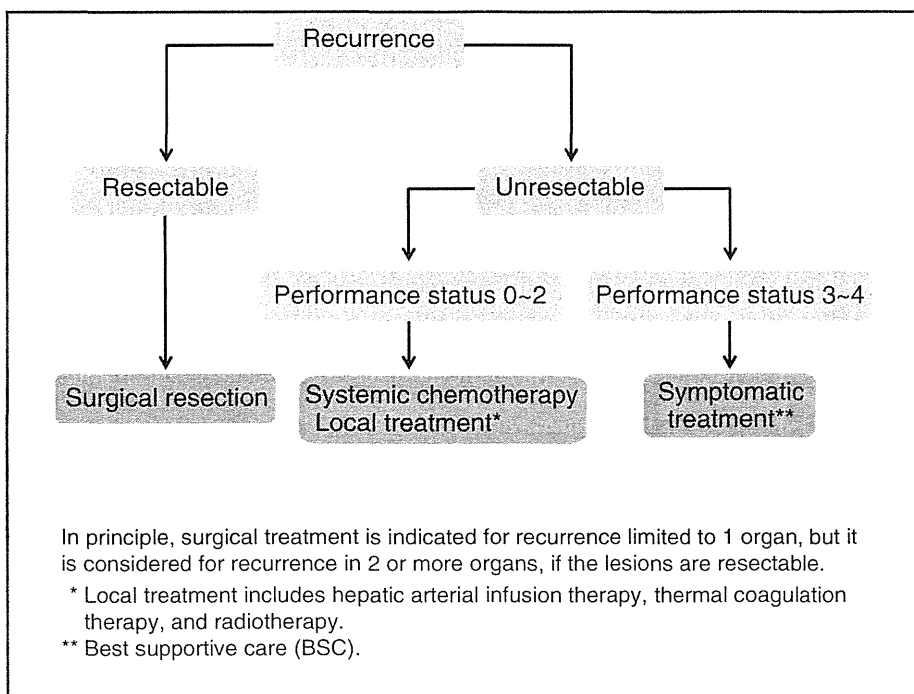 Recurrence
Resectable
Unresectable
Performance status 0~2
Performance status 3~4
Surgical resection
Systemic chemotherapy
Local treatment*
Symptomatic
treatment**
In principle, surgical treatment is indicated for recurrence limited to 1 organ, but it
is considered for recurrence in 2 or more organs, if the lesions are resectable.
* Local treatment includes hepatic arterial infusion therapy, thermal coagulation
therapy, and radiotherapy.
** Best supportive care (BSC).